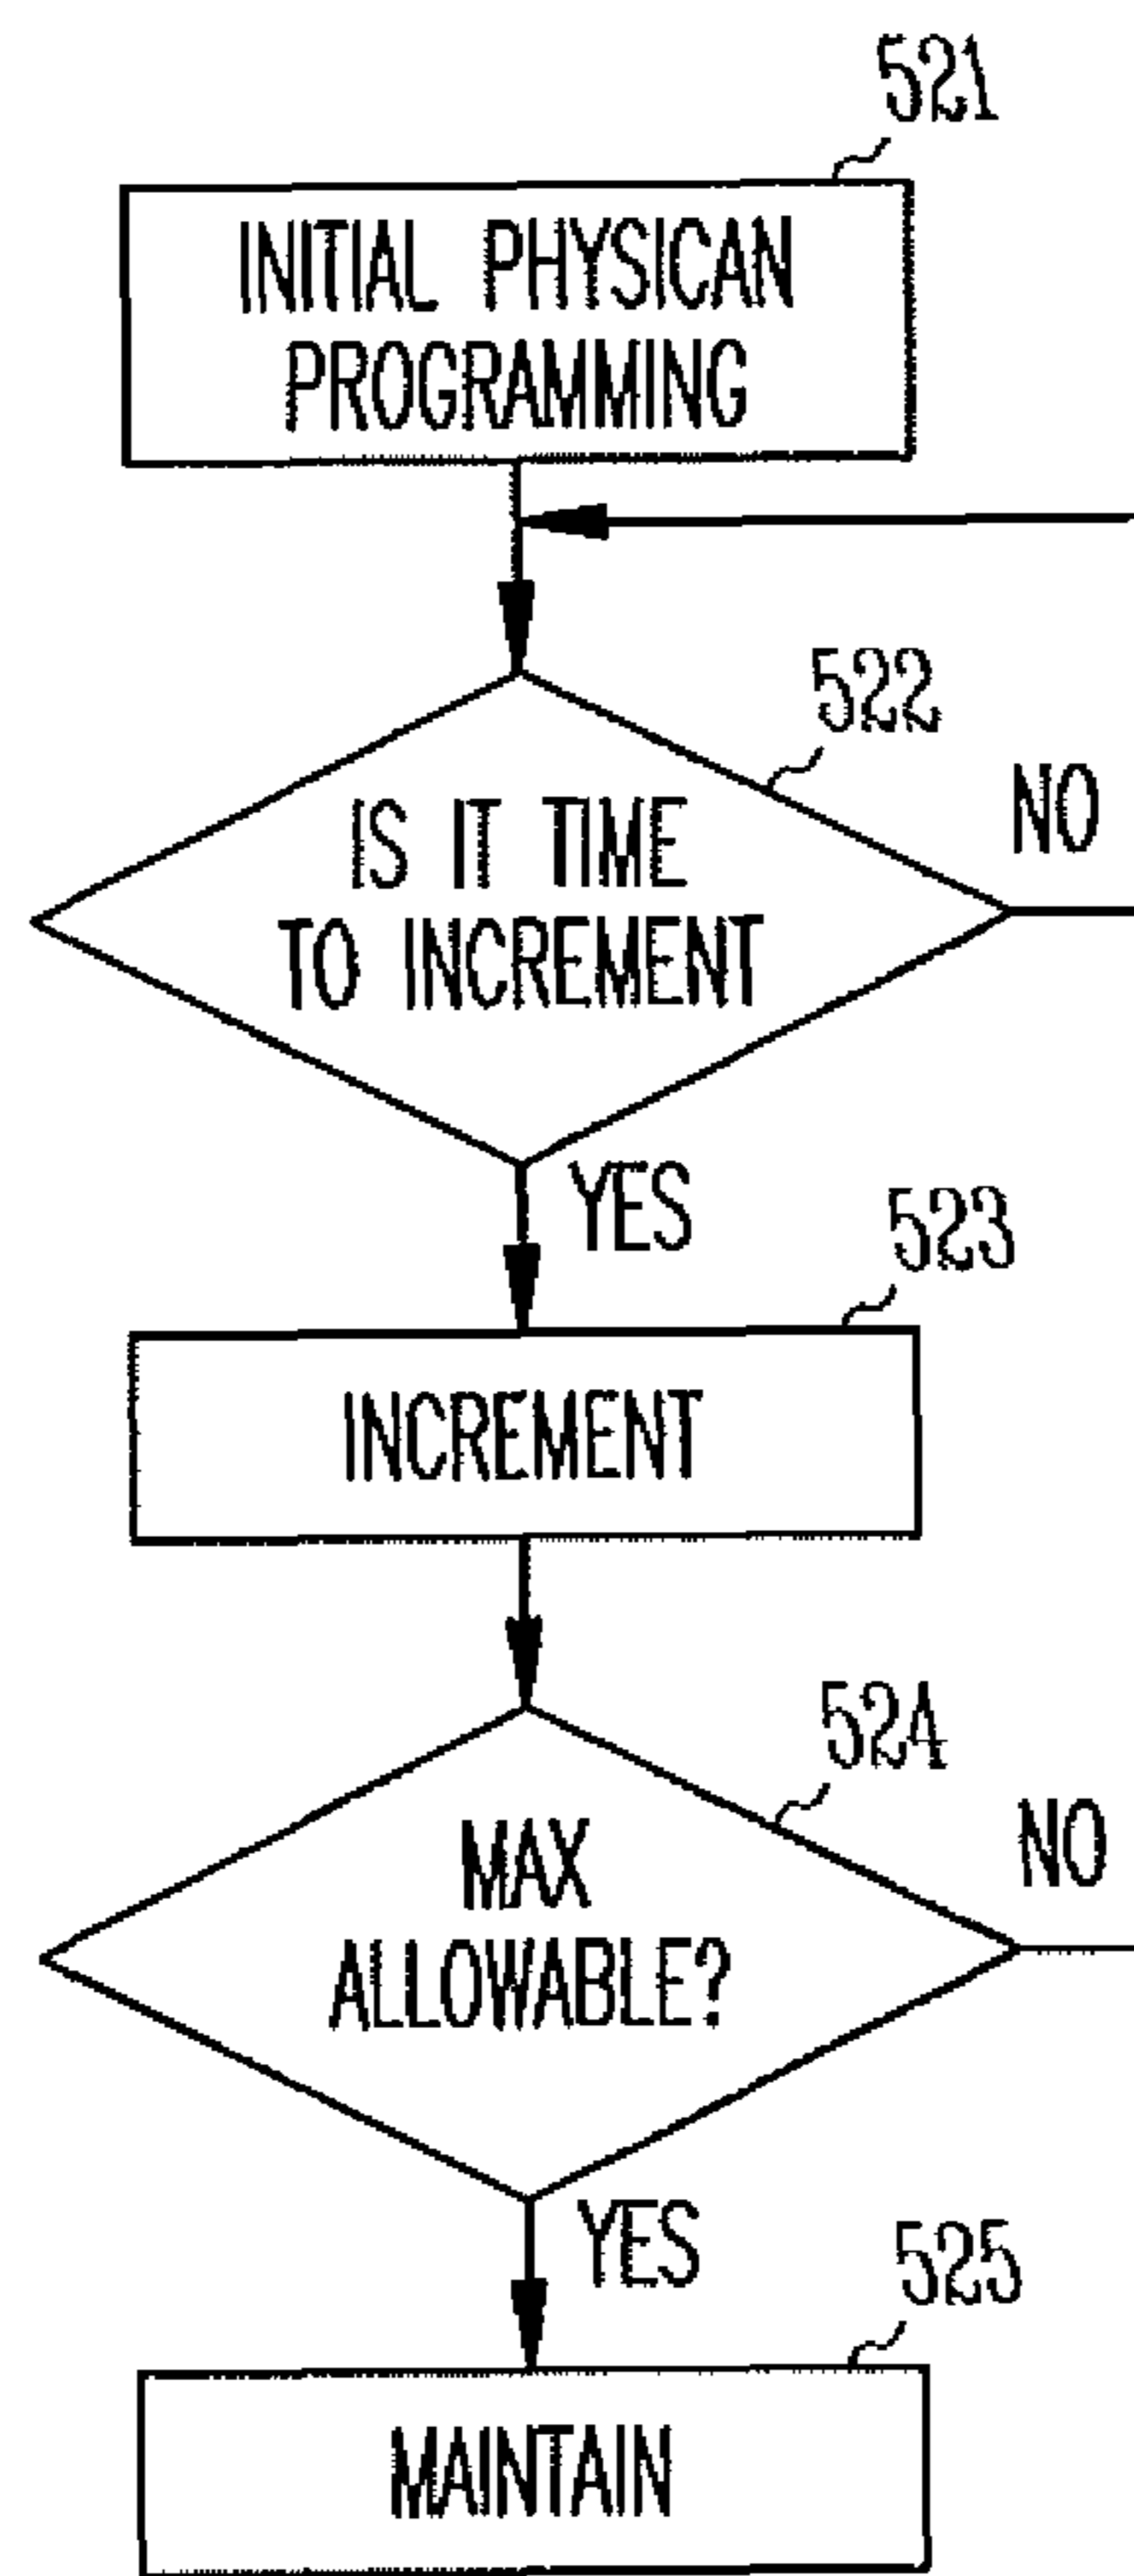 521
INITIAL PHYSICAN
PROGRAMMING
522
IS IT TIME
TO INCREMENT
NO
YES
523
INCREMENT
524
MAX
ALLOWABLE?
NO
YES
525
MAINTAIN